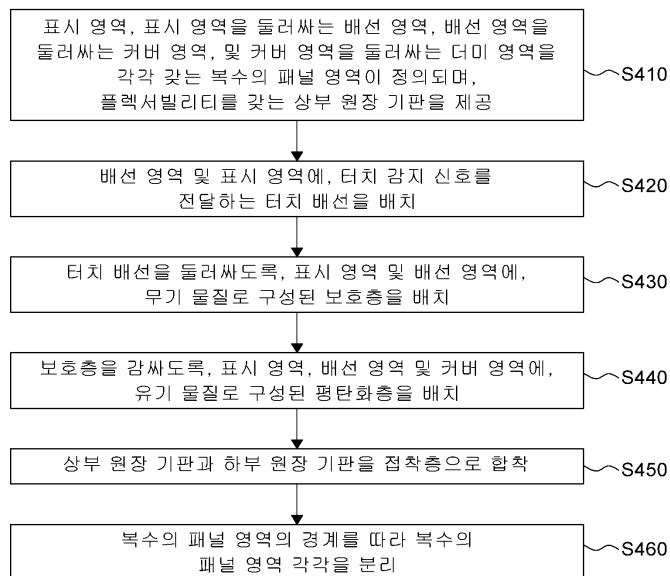 표시 영역, 표시 영역을 둘러싸는 배선 영역, 배선 영역을
둘러싸는 커버 영역, 및 커버 영역을 둘러싸는 더미 영역을
각각 갖는 복수의 패널 영역이 정의되며,
플렉서빌리티를 갖는 상부 원장 기판을 제공
S410
배선 영역 및 표시 영역에, 터치 감지 신호를
전달하는 터치 배선을 배치
S420
터치 배선을 둘러싸도록, 표시 영역 및 배선 영역에,
무기 물질로 구성된 보호층을 배치
S430
보호층을 감싸도록, 표시 영역, 배선 영역 및 커버 영역에,
유기 물질로 구성된 평탄화층을 배치
S440
상부 원장 기판과 하부 원장 기판을 접착층으로 합착
S450
복수의 패널 영역의 경계를 따라 복수의
패널 영역 각각을 분리
S460